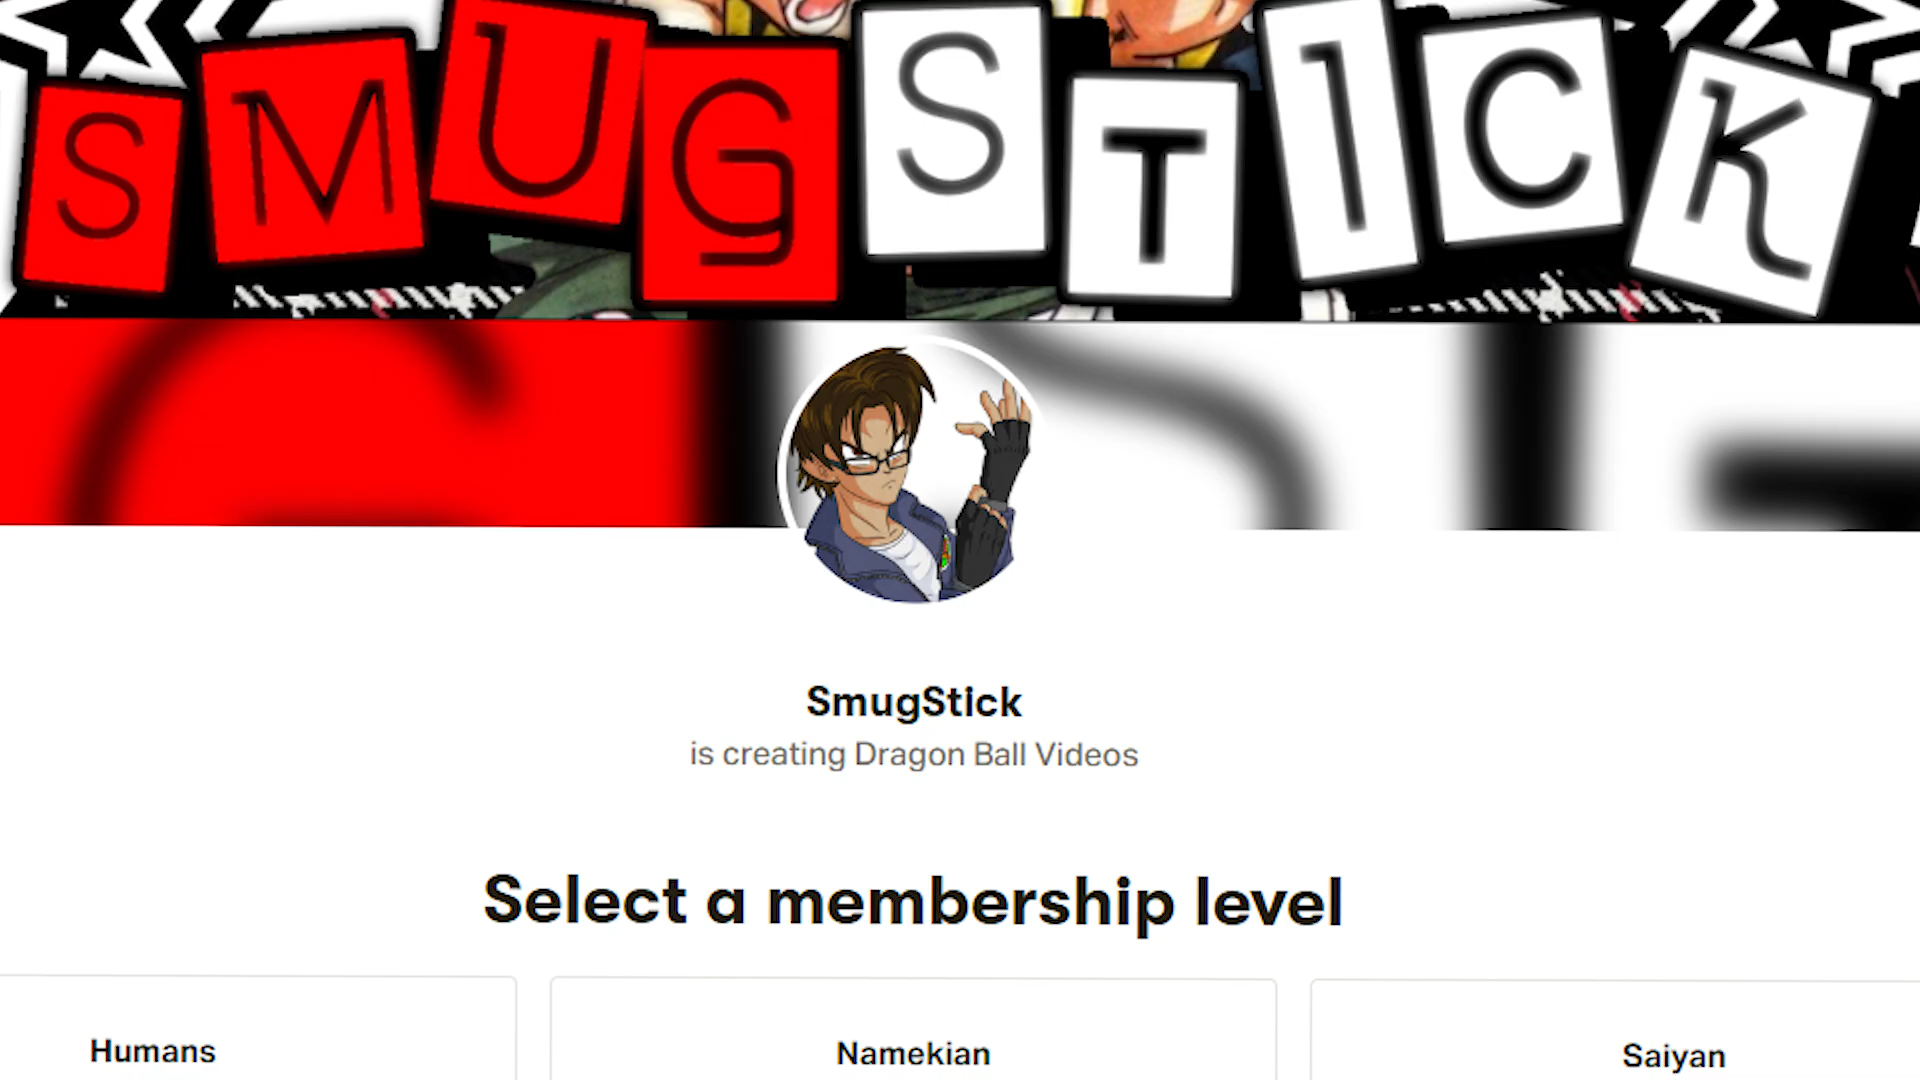 SMUGSTICK
SmugStick
is creating Dragon Ball Videos
Select a membership level
Humans
Namekian
Saiyan